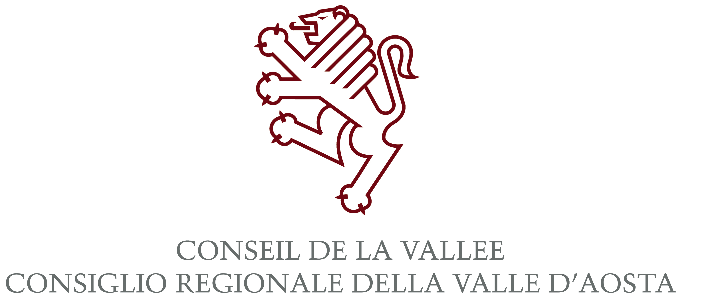 CONSEIL DE LA VALLEE
CONSIGLIO REGIONALE DELLA VALLE D'AOSTA